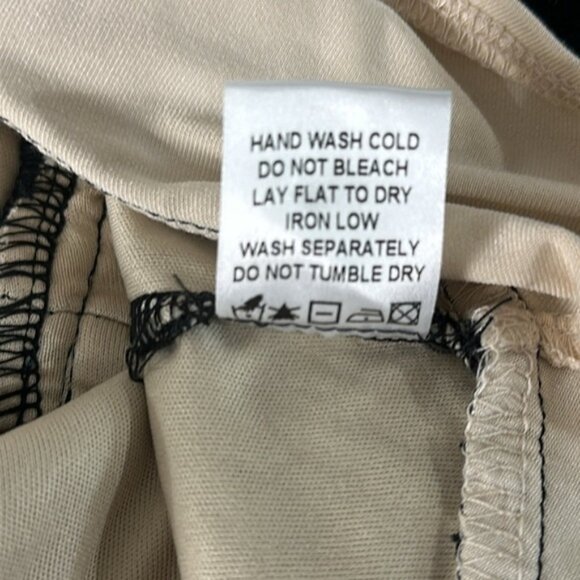 HAND WASH COLD
DO NOT BLEACH
LAY FLAT TO DRY
IRON LOW
WASH SEPARATELY
DO NOT TUMBLE DRY